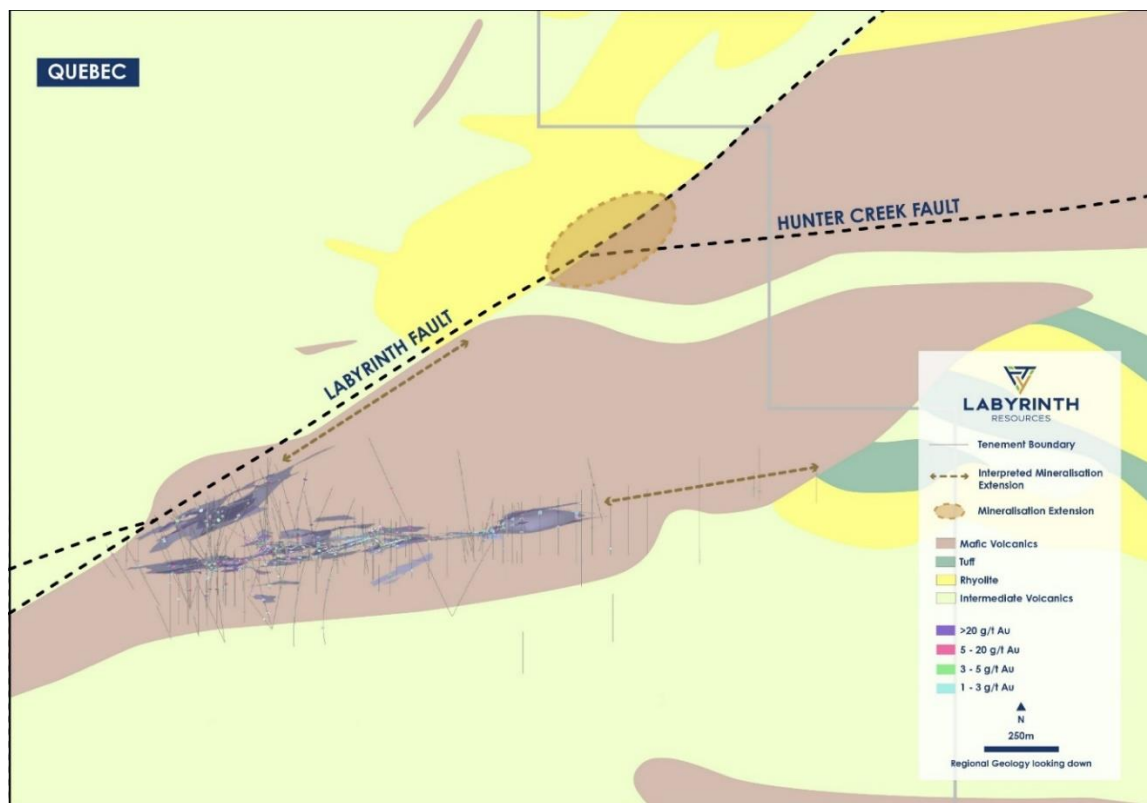 QUEBEC
HUNTER CREEK FAULT
LABYRINTH FAULT
LABYRINTH
RESOURCES
Tenement Boundary
Interpreted Mineralisation
Extension
Mineralisation Extension
Mafic Volcanics
Tuff
Rhyolite
Intermediate Volcanics
>20 g/t Au
5 - 20 g/t Au
3 - 5 g/t Au
1 - 3 g/t Au
N
250m
Regional Geology looking down